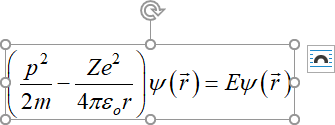 (p²/2m − Ze²/4πε₀r) ψ(r⃗) = Eψ(r⃗)